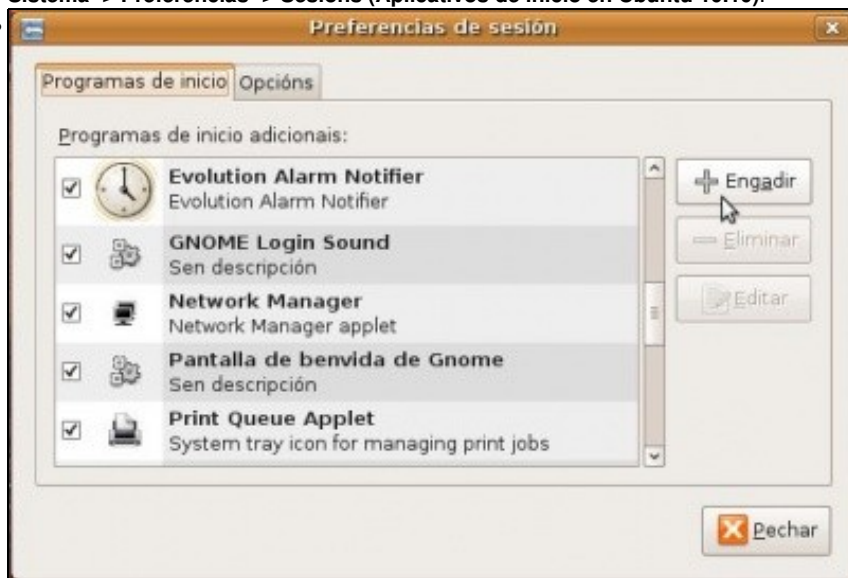 Sistema -> Preferencias -> Sesións (Aplicativos de inicio en Ubuntu 10.10):
Preferencias de sesión
Programas de inicio
Opcións
Programas de inicio adicionais:
Evolution Alarm Notifier
Evolution Alarm Notifier
Engadir
GNOME Login Sound
Sen descripción
Eliminar
Network Manager
Network Manager applet
Editar
Pantalla de benvida de Gnome
Sen descripción
Print Queue Applet
System tray icon for managing print jobs
Pechar